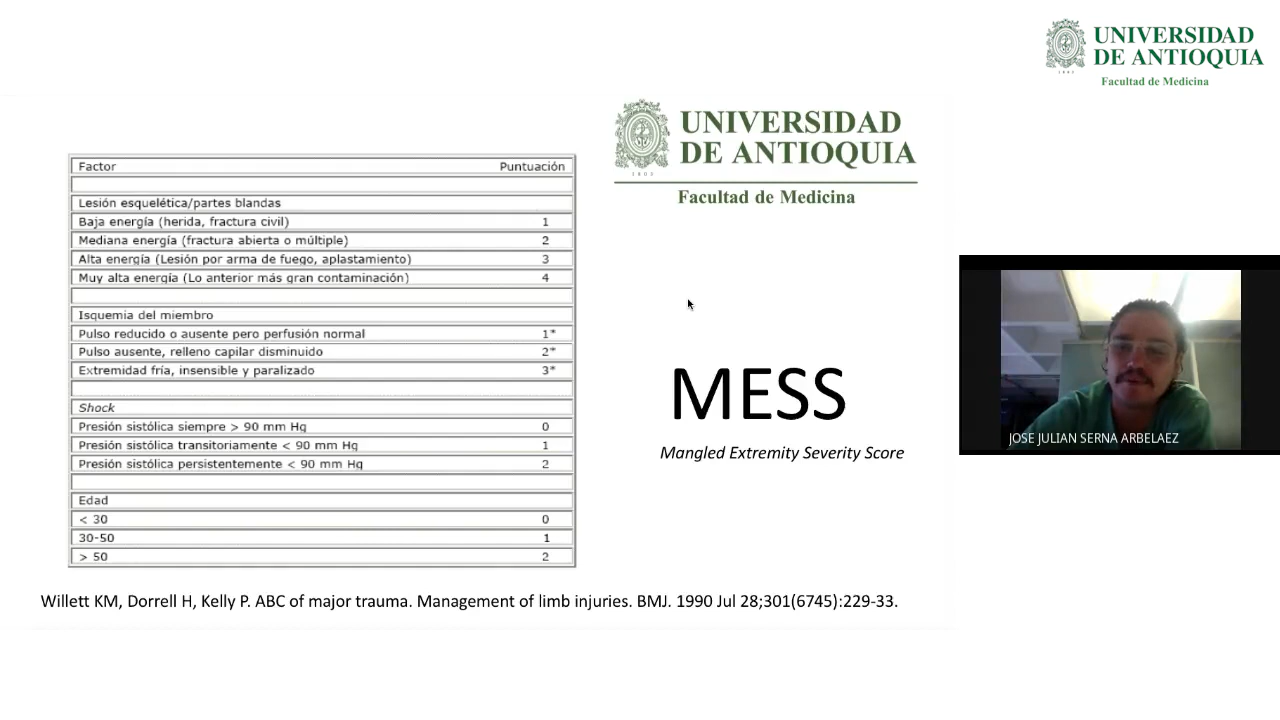 UNIVERSIDAD
DE ANTIOQUIA
1803
Facultad de Medicina
UNIVERSIDAD
DE ANTIOQUIA
1803
Facultad de Medicina
Factor Puntuación
Lesión esquelética/partes blandas
Baja energía (herida, fractura civil) 1
Mediana energía (fractura abierta o múltiple) 2
Alta energía (Lesión por arma de fuego, aplastamiento) 3
Muy alta energía (Lo anterior más gran contaminación) 4
Isquemia del miembro
Pulso reducido o ausente pero perfusión normal 1*
Pulso ausente, relleno capilar disminuido 2*
Extremidad fría, insensible y paralizado 3*
Shock
Presión sistólica siempre > 90 mm Hg 0
Presión sistólica transitoriamente < 90 mm Hg 1
Presión sistólica persistentemente < 90 mm Hg 2
Edad
< 30 0
30-50 1
> 50 2
MESS
Mangled Extremity Severity Score
JOSE JULIAN SERNA ARBELAEZ
Willett KM, Dorrell H, Kelly P. ABC of major trauma. Management of limb injuries. BMJ. 1990 Jul 28;301(6745):229-33.